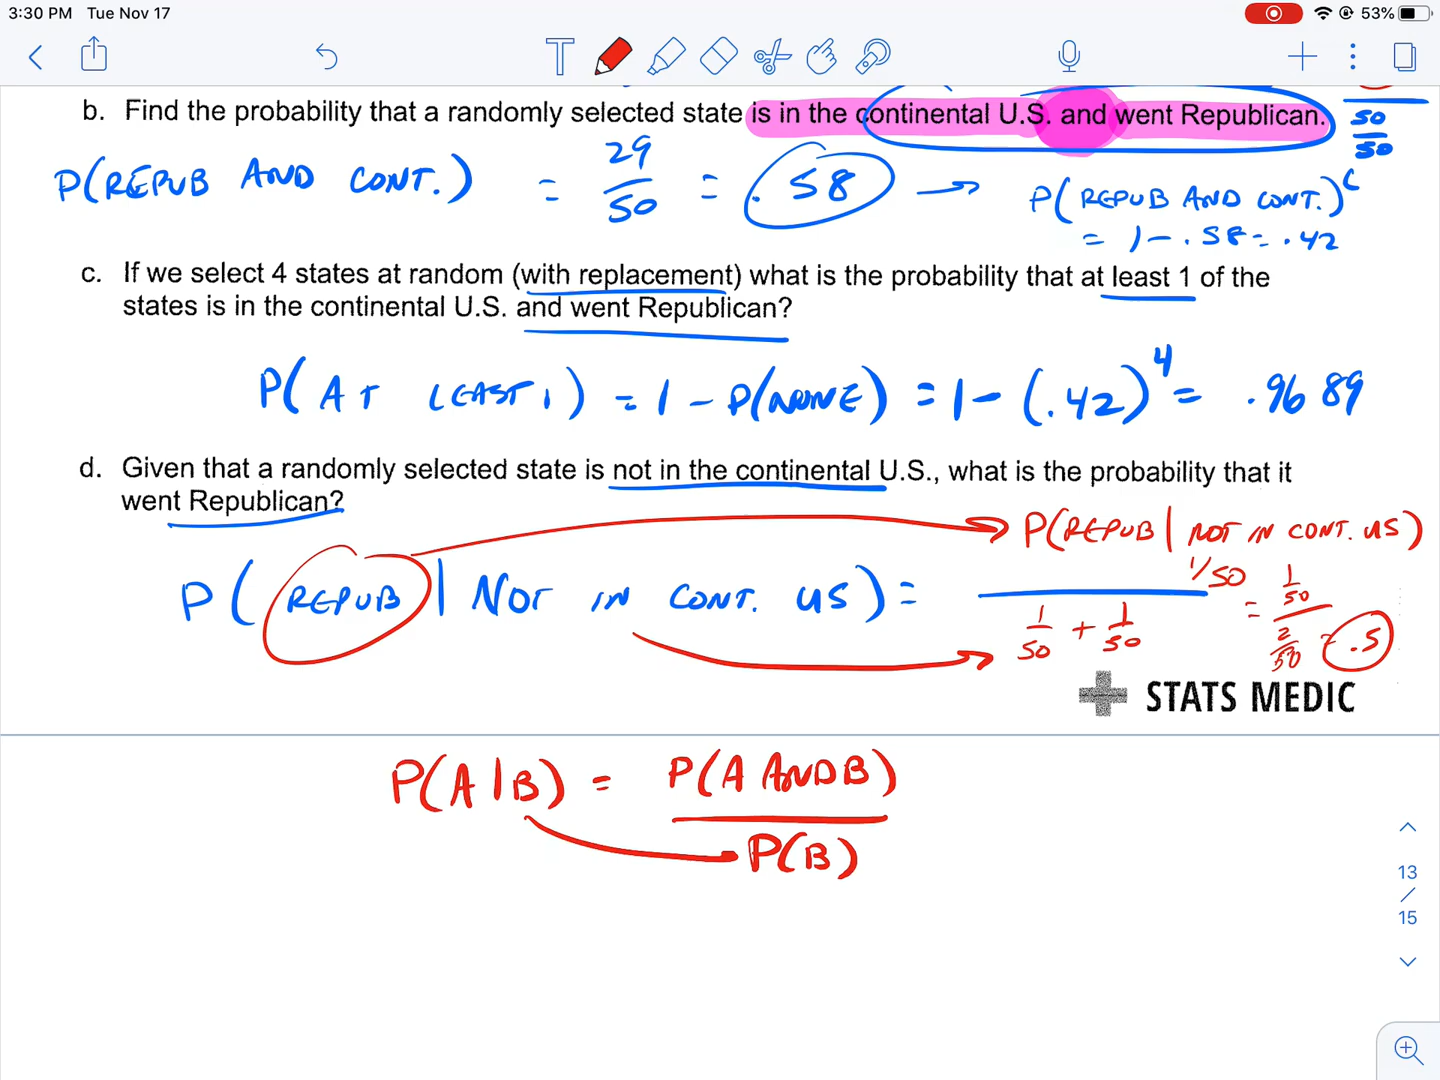 3:30 PM Tue Nov 17
53%
b. Find the probability that a randomly selected state is in the continental U.S. and went Republican.
50
50
P(REPUB AND CONT.) = 29/50 = .58 → P(REPUB AND CONT.)ᶜ
= 1 - .58 = .42
c. If we select 4 states at random (with replacement) what is the probability that at least 1 of the
states is in the continental U.S. and went Republican?
P(AT LEAST 1) = 1 - P(NONE) = 1 - (.42)⁴ = .9689
d. Given that a randomly selected state is not in the continental U.S., what is the probability that it
went Republican?
P(REPUB | NOT IN CONT. US)
P(REPUB | NOT IN CONT. US) =
1/50
1/50 + 1/50
= 1/50 / 2/50 = .5
STATS MEDIC
P(A|B) = P(A AND B)
P(B)
13
/
15